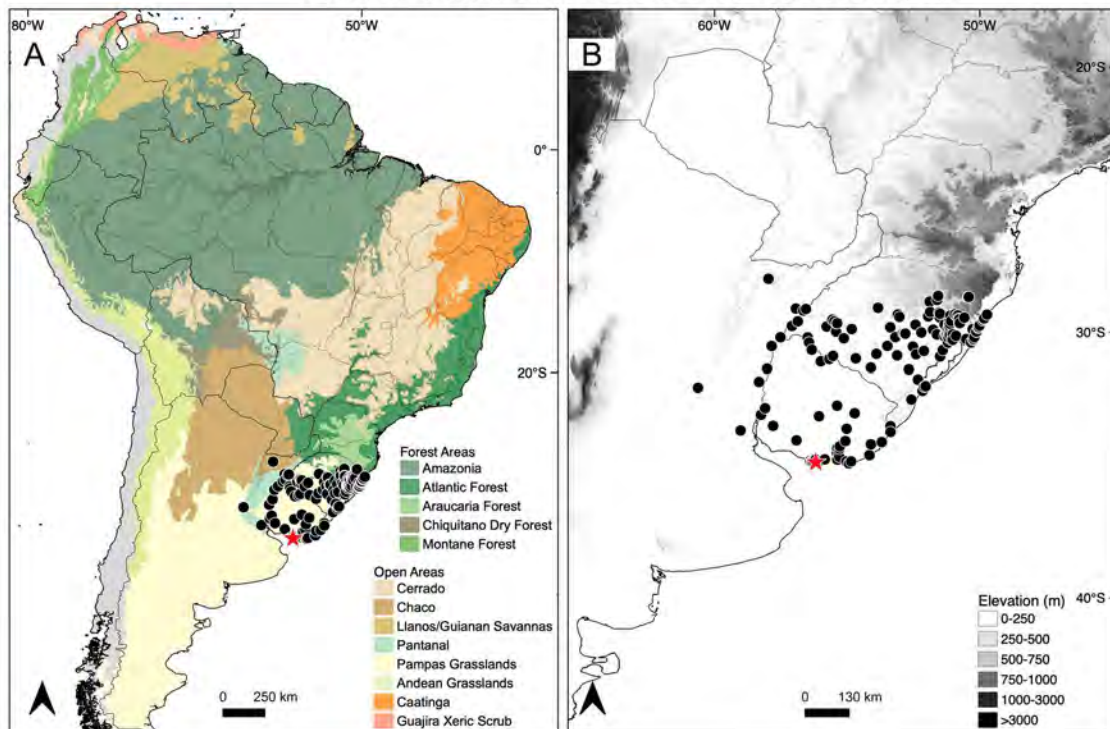 80°W
50°W
A
0°
20°S
Forest Areas
Amazonia
Atlantic Forest
Araucaria Forest
Chiquitano Dry Forest
Montane Forest
Open Areas
Cerrado
Chaco
Llanos/Guianan Savannas
Pantanal
Pampas Grasslands
Andean Grasslands
Caatinga
Guajira Xeric Scrub
0 250 km
60°W
50°W
B
20°S
30°S
40°S
Elevation (m)
0-250
250-500
500-750
750-1000
1000-3000
>3000
0 130 km